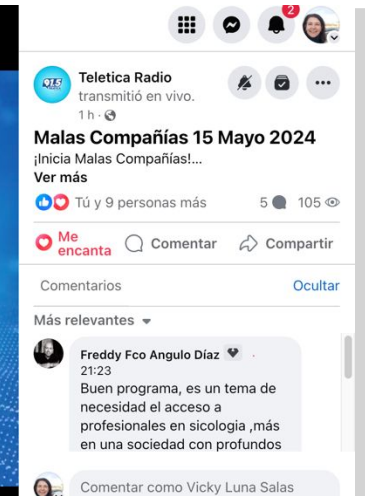 2
91.5
Teletica Radio
transmitió en vivo.
1 h ·
Malas Compañías 15 Mayo 2024
¡Inicia Malas Compañías!...
Ver más
Tú y 9 personas más 5 105
Me encanta Comentar Compartir
Comentarios Ocultar
Más relevantes
Freddy Fco Angulo Díaz ·
21:23
Buen programa, es un tema de
necesidad el acceso a
profesionales en sicologia ,más
en una sociedad con profundos
Comentar como Vicky Luna Salas